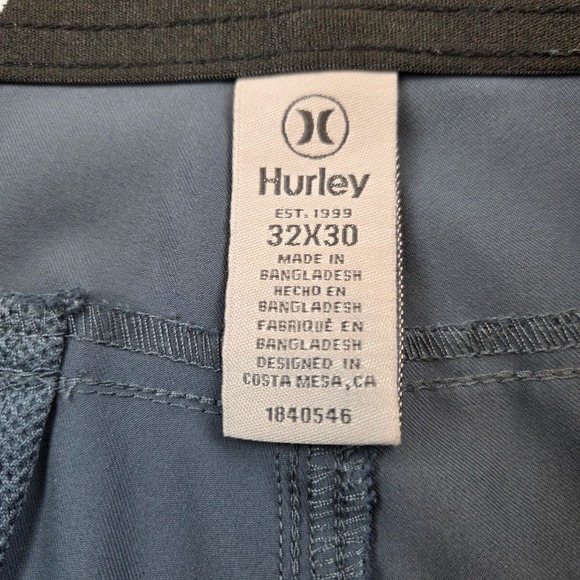 Hurley
EST. 1999
32X30
MADE IN
BANGLADESH
HECHO EN
BANGLADESH
FABRIQUÉ EN
BANGLADESH
DESIGNED IN
COSTA MESA, CA
1840546